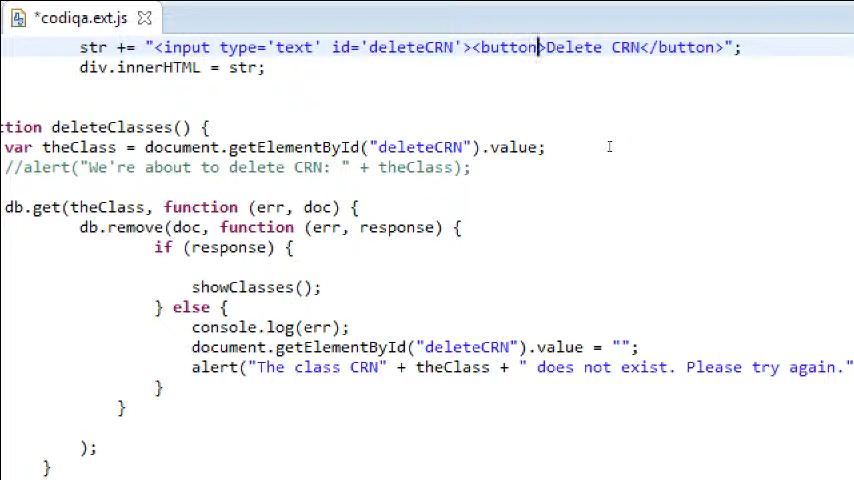 *codiqa.ext.js
str += "<input type='text' id='deleteCRN'><button>Delete CRN</button>";
div.innerHTML = str;
ction deleteClasses() {
var theClass = document.getElementById("deleteCRN").value;
//alert("We're about to delete CRN: " + theClass);
db.get(theClass, function (err, doc) {
db.remove(doc, function (err, response) {
if (response) {
showClasses();
} else {
console.log(err);
document.getElementById("deleteCRN").value = "";
alert("The class CRN" + theClass + " does not exist. Please try again."
}
}
);
}